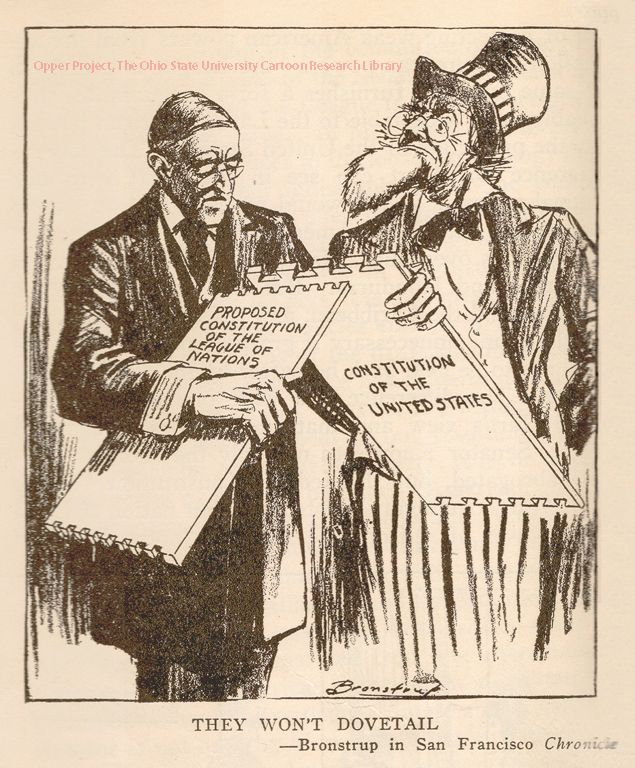 Opper Project, The Ohio State University Cartoon Research Library
PROPOSED
CONSTITUTION
OF THE
LEAGUE OF
NATIONS
CONSTITUTION
OF THE
UNITED STATES
Bronstrup
THEY WON'T DOVETAIL
—Bronstrup in San Francisco Chronicle